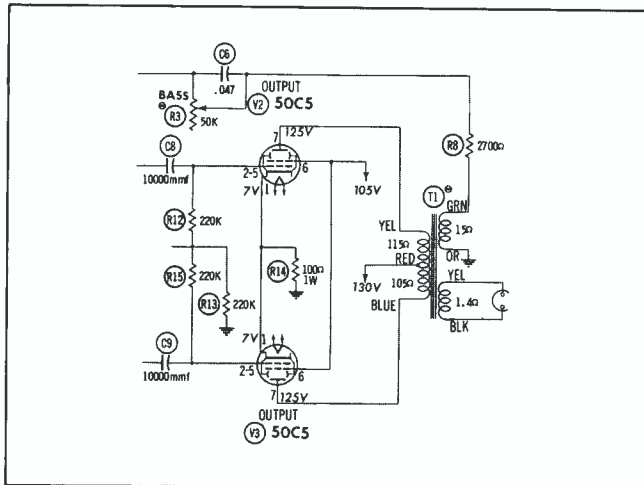 C6
.047
BASS
R3
50K
OUTPUT
V2 50C5
7 125V
R8 2700Ω
C8
10000mmf
2-5
6
7V 1
105V
T1
GRN
15Ω
OR
YEL
115Ω
RED
105Ω
130V
BLUE
YEL
1.4Ω
BLK
R12 220K
R15 220K
R13 220K
R14 100Ω
1W
C9
10000mmf
7V 1
2-5
6
7 125V
OUTPUT
V3 50C5